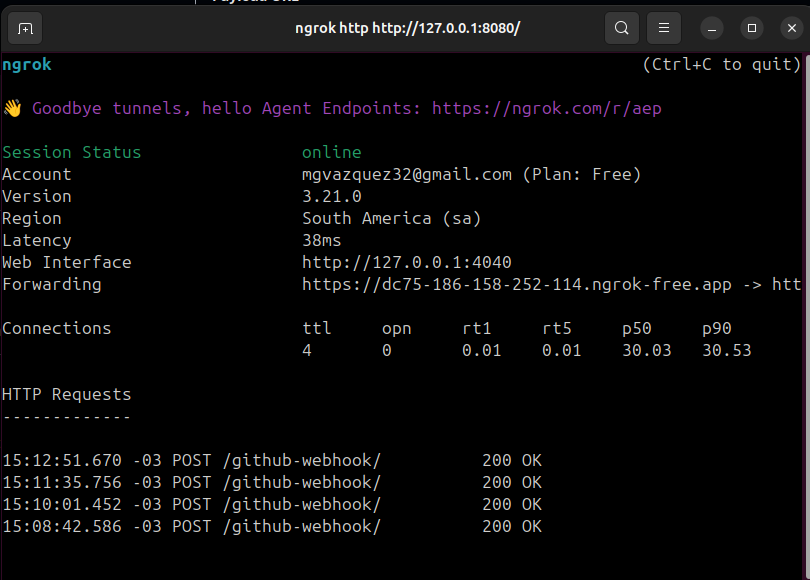 ngrok http http://127.0.0.1:8080/
ngrok (Ctrl+C to quit)
👋 Goodbye tunnels, hello Agent Endpoints: https://ngrok.com/r/aep
Session Status online
Account mgvazquez32@gmail.com (Plan: Free)
Version 3.21.0
Region South America (sa)
Latency 38ms
Web Interface http://127.0.0.1:4040
Forwarding https://dc75-186-158-252-114.ngrok-free.app -> htt
Connections ttl opn rt1 rt5 p50 p90
4 0 0.01 0.01 30.03 30.53
HTTP Requests
-------------
15:12:51.670 -03 POST /github-webhook/ 200 OK
15:11:35.756 -03 POST /github-webhook/ 200 OK
15:10:01.452 -03 POST /github-webhook/ 200 OK
15:08:42.586 -03 POST /github-webhook/ 200 OK